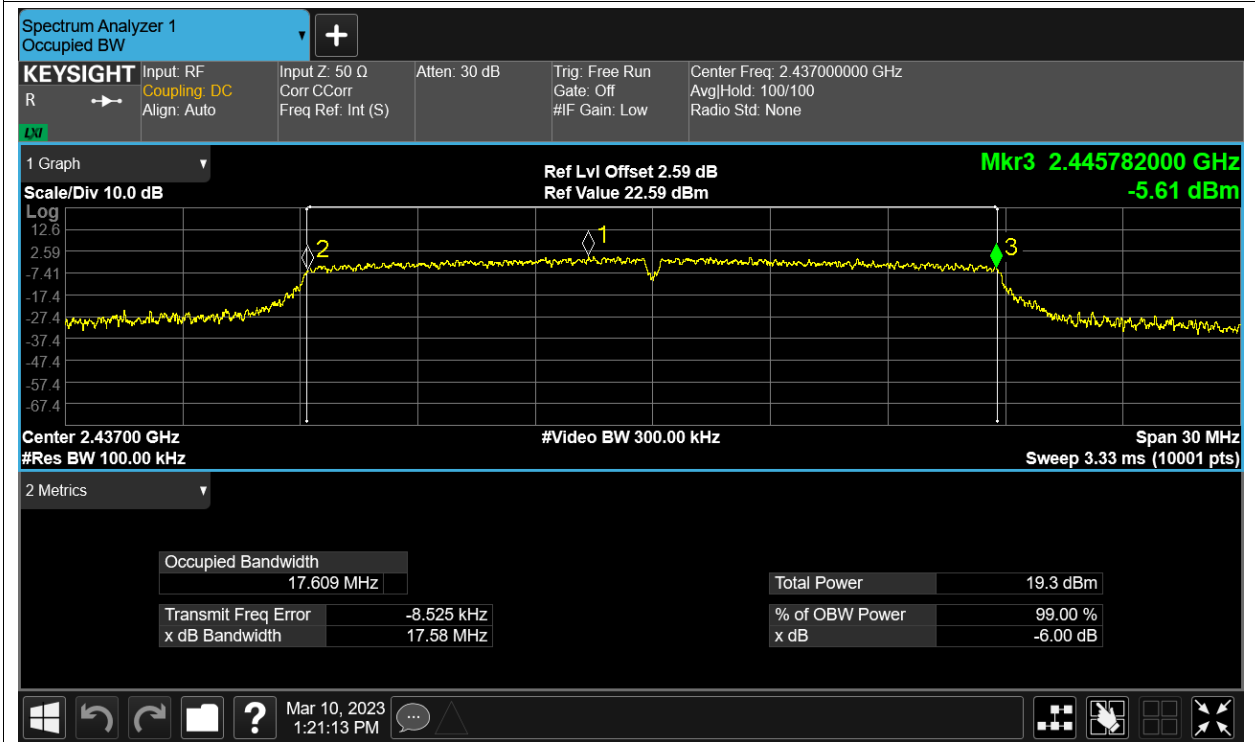 Spectrum Analyzer 1
Occupied BW
KEYSIGHT
R
LXI
Input: RF
Coupling: DC
Align: Auto
Input Z: 50 Ω
Corr CCorr
Freq Ref: Int (S)
Atten: 30 dB
Trig: Free Run
Gate: Off
#IF Gain: Low
Center Freq: 2.437000000 GHz
Avg|Hold: 100/100
Radio Std: None
1 Graph
Scale/Div 10.0 dB
Ref Lvl Offset 2.59 dB
Ref Value 22.59 dBm
Mkr3 2.445782000 GHz
-5.61 dBm
Log
12.6
2.59
-7.41
-17.4
-27.4
-37.4
-47.4
-57.4
-67.4
2
1
3
Center 2.43700 GHz
#Res BW 100.00 kHz
#Video BW 300.00 kHz
Span 30 MHz
Sweep 3.33 ms (10001 pts)
2 Metrics
Occupied Bandwidth
17.609 MHz
Transmit Freq Error -8.525 kHz
x dB Bandwidth 17.58 MHz
Total Power 19.3 dBm
% of OBW Power 99.00 %
x dB -6.00 dB
?
Mar 10, 2023
1:21:13 PM